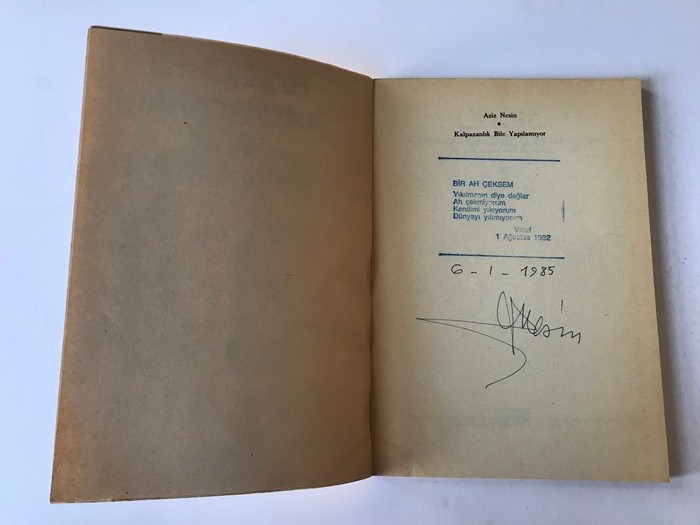 Aziz Nesin
*
Kalpazanlık Bile Yapılamıyor
BİR AH ÇEKSEM
Yıkılmasın diye dağlar
Ah çekmiyorum
Kendimi yıkıyorum
Dünyayı yıkmıyorum
1 Ağustos 1982
6 - 1 - 1985
Nesin